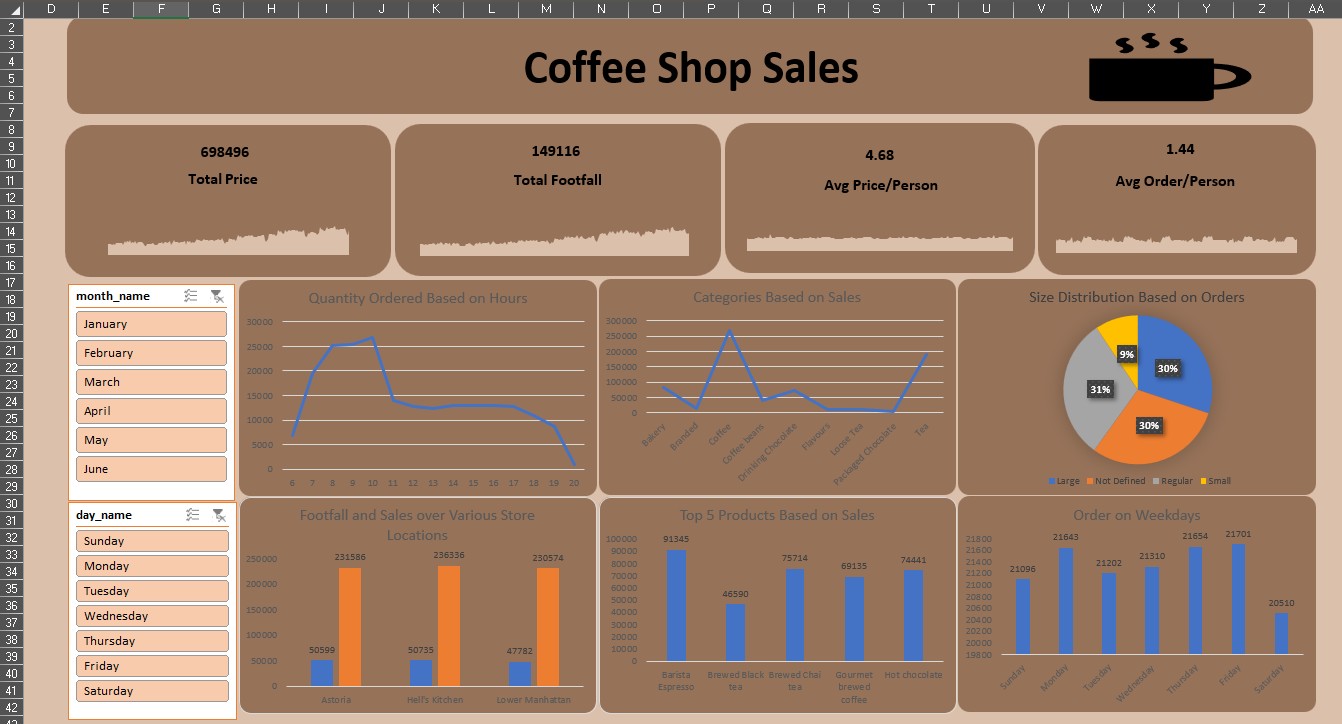 D E F G H I J K L M N O P Q R S T U V W X Y Z AA
2
3
4
5
6
7
8
9
10
11
12
13
14
15
16
17
18
19
20
21
22
23
24
25
26
27
28
29
30
31
32
33
34
35
36
37
38
39
40
41
42
43
Coffee Shop Sales
698496
Total Price
149116
Total Footfall
4.68
Avg Price/Person
1.44
Avg Order/Person
month_name
January
February
March
April
May
June
Quantity Ordered Based on Hours
30000
25000
20000
15000
10000
5000
0
6 7 8 9 10 11 12 13 14 15 16 17 18 19 20
Categories Based on Sales
300000
250000
200000
150000
100000
50000
0
Bakery
Branded
Coffee
Coffee beans
Drinking Chocolate
Flavours
Loose Tea
Packaged Chocolate
Tea
Size Distribution Based on Orders
9%
30%
31%
30%
Large Not Defined Regular Small
day_name
Sunday
Monday
Tuesday
Wednesday
Thursday
Friday
Saturday
Footfall and Sales over Various Store
Locations
250000
200000
150000
100000
50000
0
231586 236336 230574
50599 50735 47782
Astoria Hell's Kitchen Lower Manhattan
Top 5 Products Based on Sales
100000
90000
80000
70000
60000
50000
40000
30000
20000
10000
0
91345
46590
75714
69135
74441
Barista
Espresso
Brewed Black
tea
Brewed Chai
tea
Gourmet
brewed
coffee
Hot chocolate
Order on Weekdays
21800
21600
21400
21200
21000
20800
20600
20400
20200
20000
19800
21096
21643
21202
21310
21654
21701
20510
Sunday
Monday
Tuesday
Wednesday
Thursday
Friday
Saturday